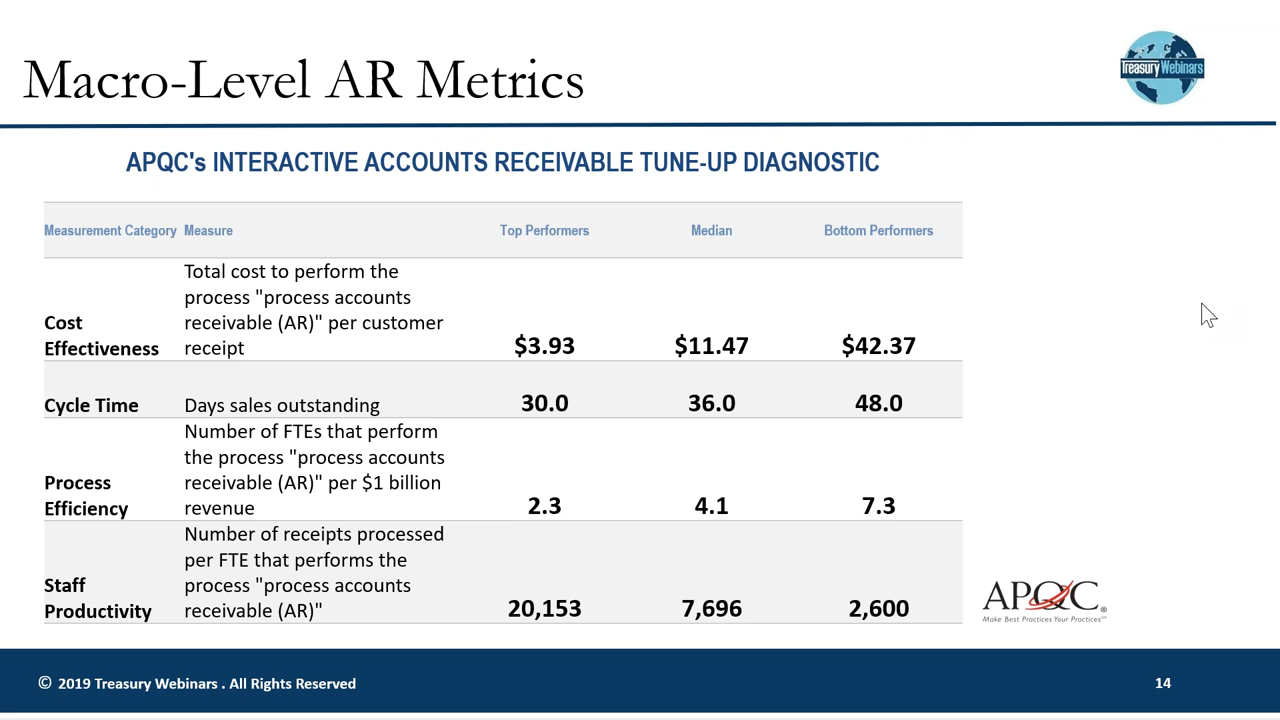 Macro-Level AR Metrics
Treasury Webinars
APQC's INTERACTIVE ACCOUNTS RECEIVABLE TUNE-UP DIAGNOSTIC
Measurement Category Measure Top Performers Median Bottom Performers
Total cost to perform the
process "process accounts
Cost receivable (AR)" per customer
Effectiveness receipt $3.93 $11.47 $42.37
Cycle Time Days sales outstanding 30.0 36.0 48.0
Number of FTEs that perform
the process "process accounts
Process receivable (AR)" per $1 billion
Efficiency revenue 2.3 4.1 7.3
Number of receipts processed
per FTE that performs the
Staff process "process accounts
Productivity receivable (AR)" 20,153 7,696 2,600
APQC®
Make Best Practices Your Practices℠
© 2019 Treasury Webinars . All Rights Reserved 14